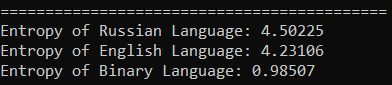 ===========================================
Entropy of Russian Language: 4.50225
Entropy of English Language: 4.23106
Entropy of Binary Language: 0.98507